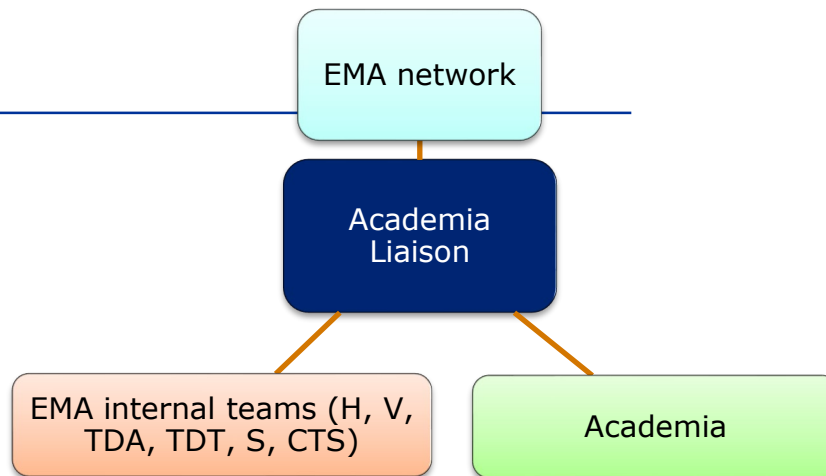 EMA network
Academia
Liaison
EMA internal teams (H, V,
TDA, TDT, S, CTS)
Academia